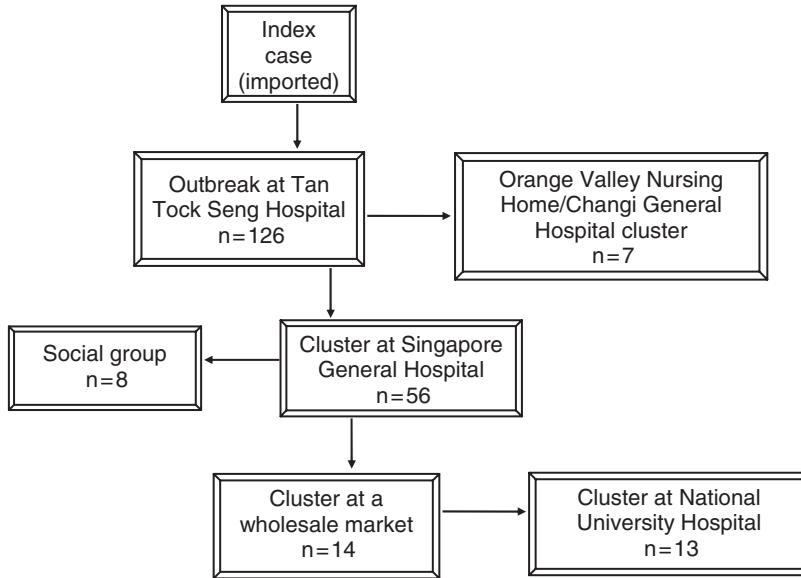 Index
case
(imported)
Outbreak at Tan
Tock Seng Hospital
n=126
Orange Valley Nursing
Home/Changi General
Hospital cluster
n=7
Social group
n=8
Cluster at Singapore
General Hospital
n=56
Cluster at a
wholesale market
n=14
Cluster at National
University Hospital
n=13